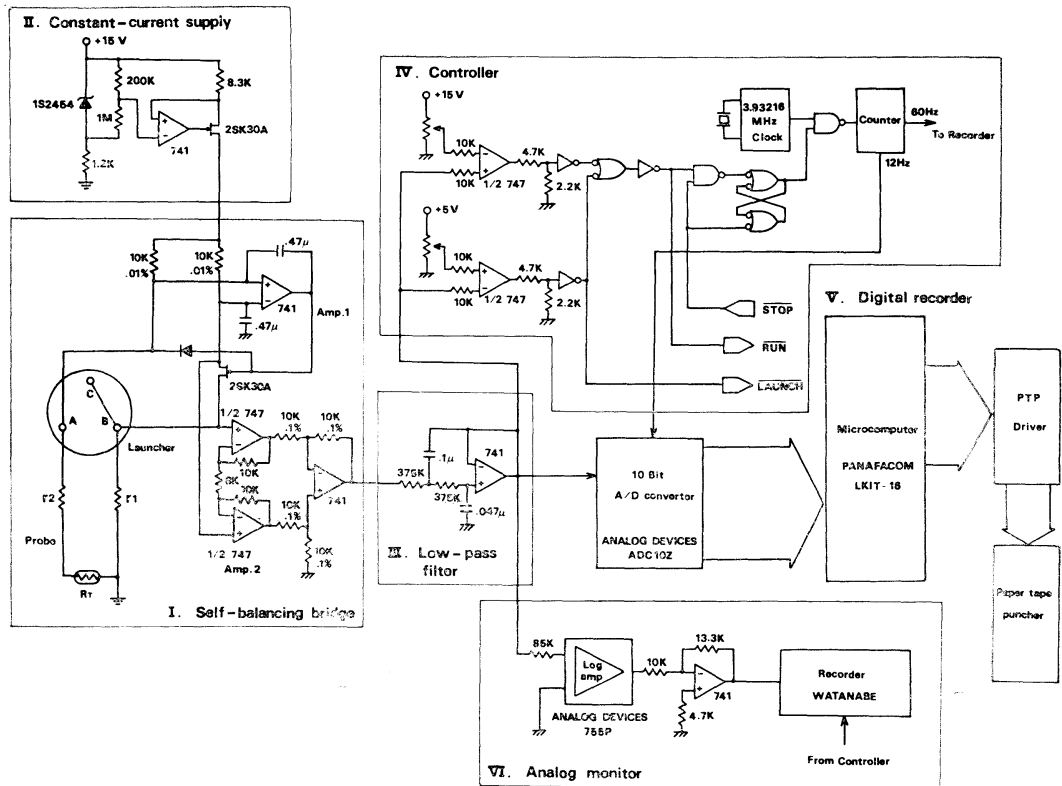 II. Constant-current supply
+15 V
200K
8.3K
1S2454
1M
2SK30A
741
1.2K
10K
.01%
10K
.01%
.47μ
741
Amp.1
.47μ
2SK30A
C
A
B
Launcher
1/2 747
10K
.1%
10K
.1%
10K
8K
10K
741
10K
.1%
1/2 747
Amp.2
10K
.1%
r2
r1
Probe
RT
I. Self-balancing bridge
375K
.1μ
375K
741
.047μ
III. Low-pass
filtor
IV. Controller
+15 V
10K
10K
1/2 747
4.7K
2.2K
+5 V
10K
10K
1/2 747
4.7K
2.2K
3.93216
MHz
Clock
Counter
60Hz
To Recorder
12Hz
STOP
RUN
LAUNCH
10 Bit
A/D convertor
ANALOG DEVICES
ADC10Z
V. Digital recorder
Microcomputer
PANAFACOM
LKIT-16
PTP
Driver
Paper tape
puncher
85K
Log
amp
ANALOG DEVICES
755P
10K
13.3K
741
4.7K
Recorder
WATANABE
From Controller
VI. Analog monitor